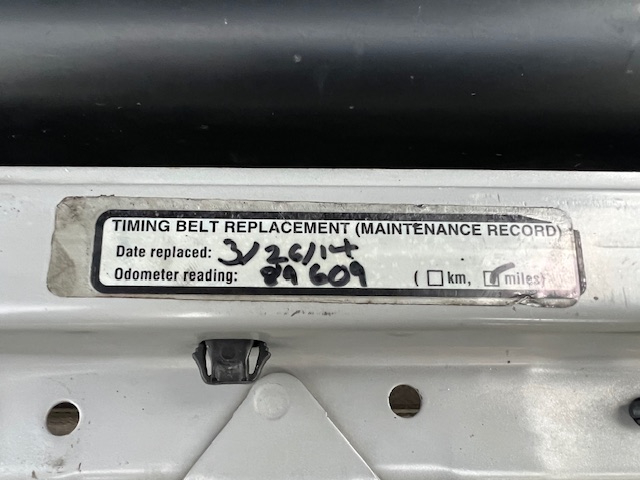 TIMING BELT REPLACEMENT (MAINTENANCE RECORD)
Date replaced: 3/26/14
Odometer reading: 89609 ( km, miles)